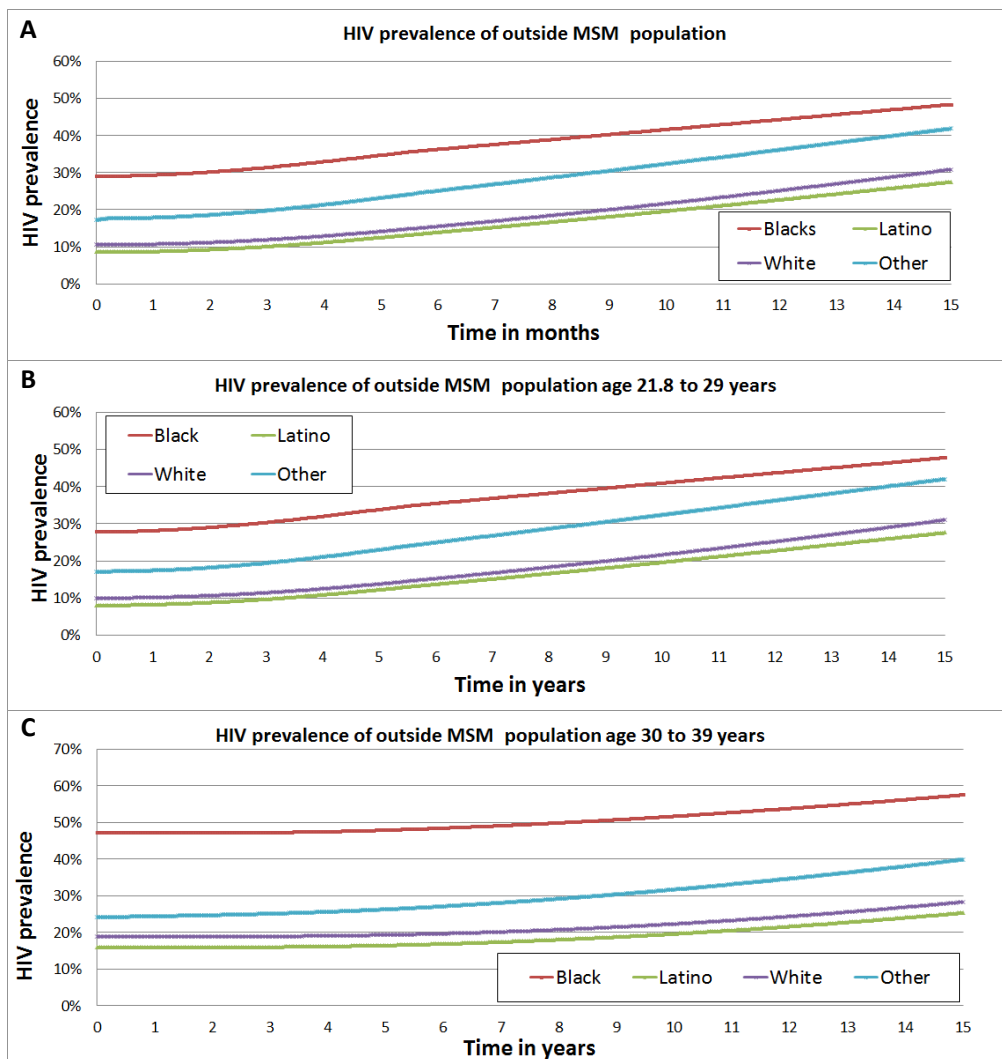 A
HIV prevalence of outside MSM population
60%
50%
40%
30%
20%
10%
0%
HIV prevalence
Blacks
Latino
White
Other
0 1 2 3 4 5 6 7 8 9 10 11 12 13 14 15
Time in months
B
HIV prevalence of outside MSM population age 21.8 to 29 years
60%
50%
40%
30%
20%
10%
0%
HIV prevalence
Black
Latino
White
Other
0 1 2 3 4 5 6 7 8 9 10 11 12 13 14 15
Time in years
C
HIV prevalence of outside MSM population age 30 to 39 years
70%
60%
50%
40%
30%
20%
10%
0%
HIV prevalence
Black Latino White Other
0 1 2 3 4 5 6 7 8 9 10 11 12 13 14 15
Time in years